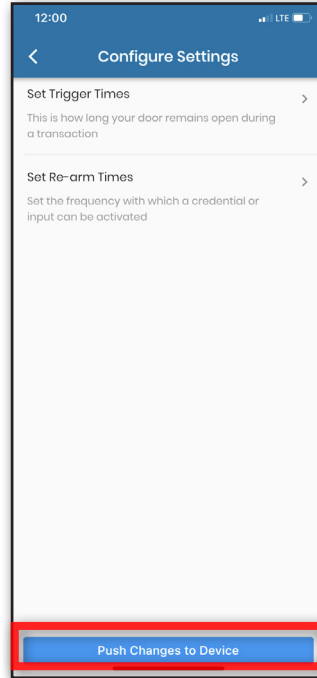 12:00
LTE
Configure Settings
Set Trigger Times
This is how long your door remains open during
a transaction
Set Re-arm Times
Set the frequency with which a credential or
input can be activated
Push Changes to Device